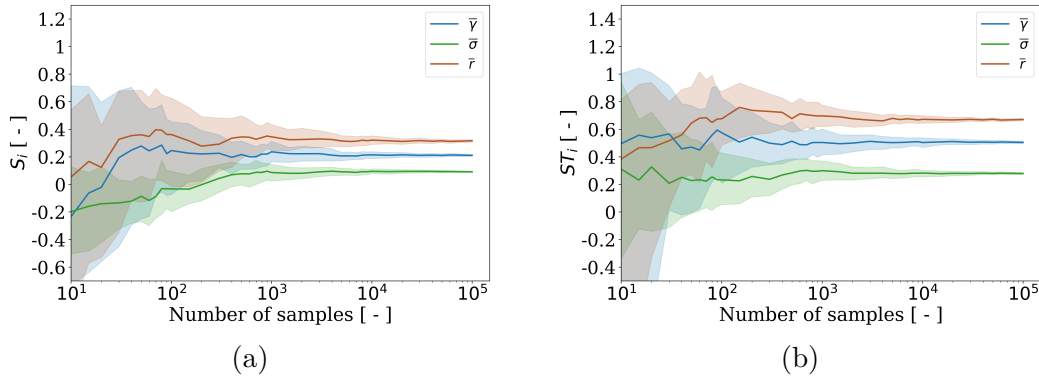 1.2
1
0.8
0.6
0.4
0.2
0
-0.2
-0.4
-0.6
S_i [ - ]
10^1
10^2
10^3
10^4
10^5
Number of samples [ - ]
γ̅
σ̅
r̅
(a)
1.4
1.2
1
0.8
0.6
0.4
0.2
0
-0.2
-0.4
ST_i [ - ]
10^1
10^2
10^3
10^4
10^5
Number of samples [ - ]
γ̅
σ̅
r̅
(b)